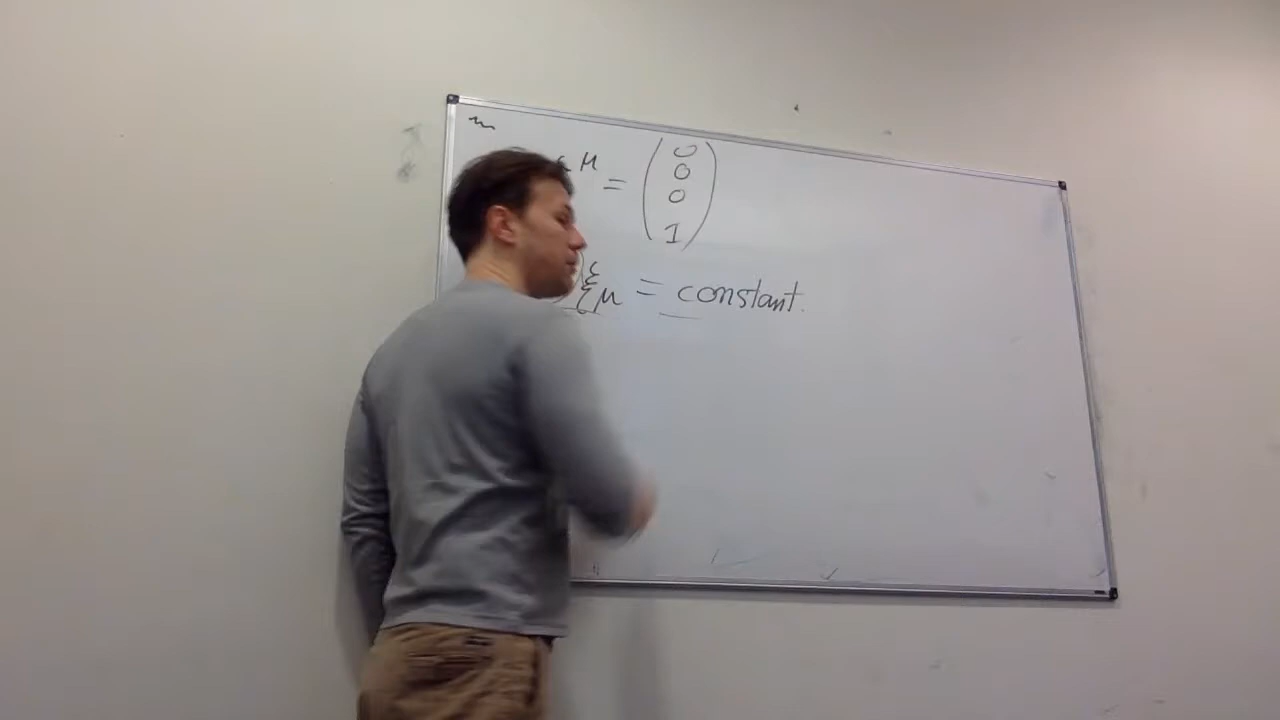 μ = (0 0 0 1)
ξμ = constant.